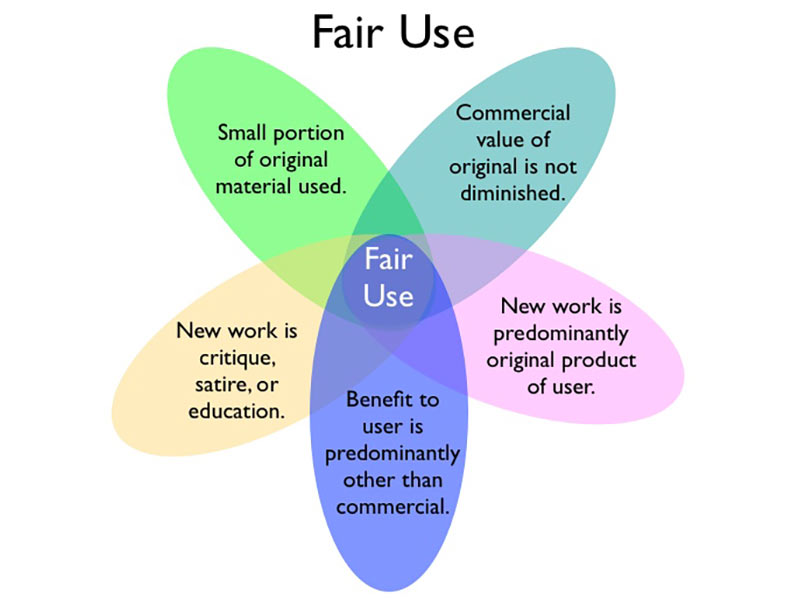 Fair Use
Small portion
of original
material used.
Commercial
value of
original is not
diminished.
Fair
Use
New work is
critique,
satire, or
education.
New work is
predominantly
original product
of user.
Benefit to
user is
predominantly
other than
commercial.